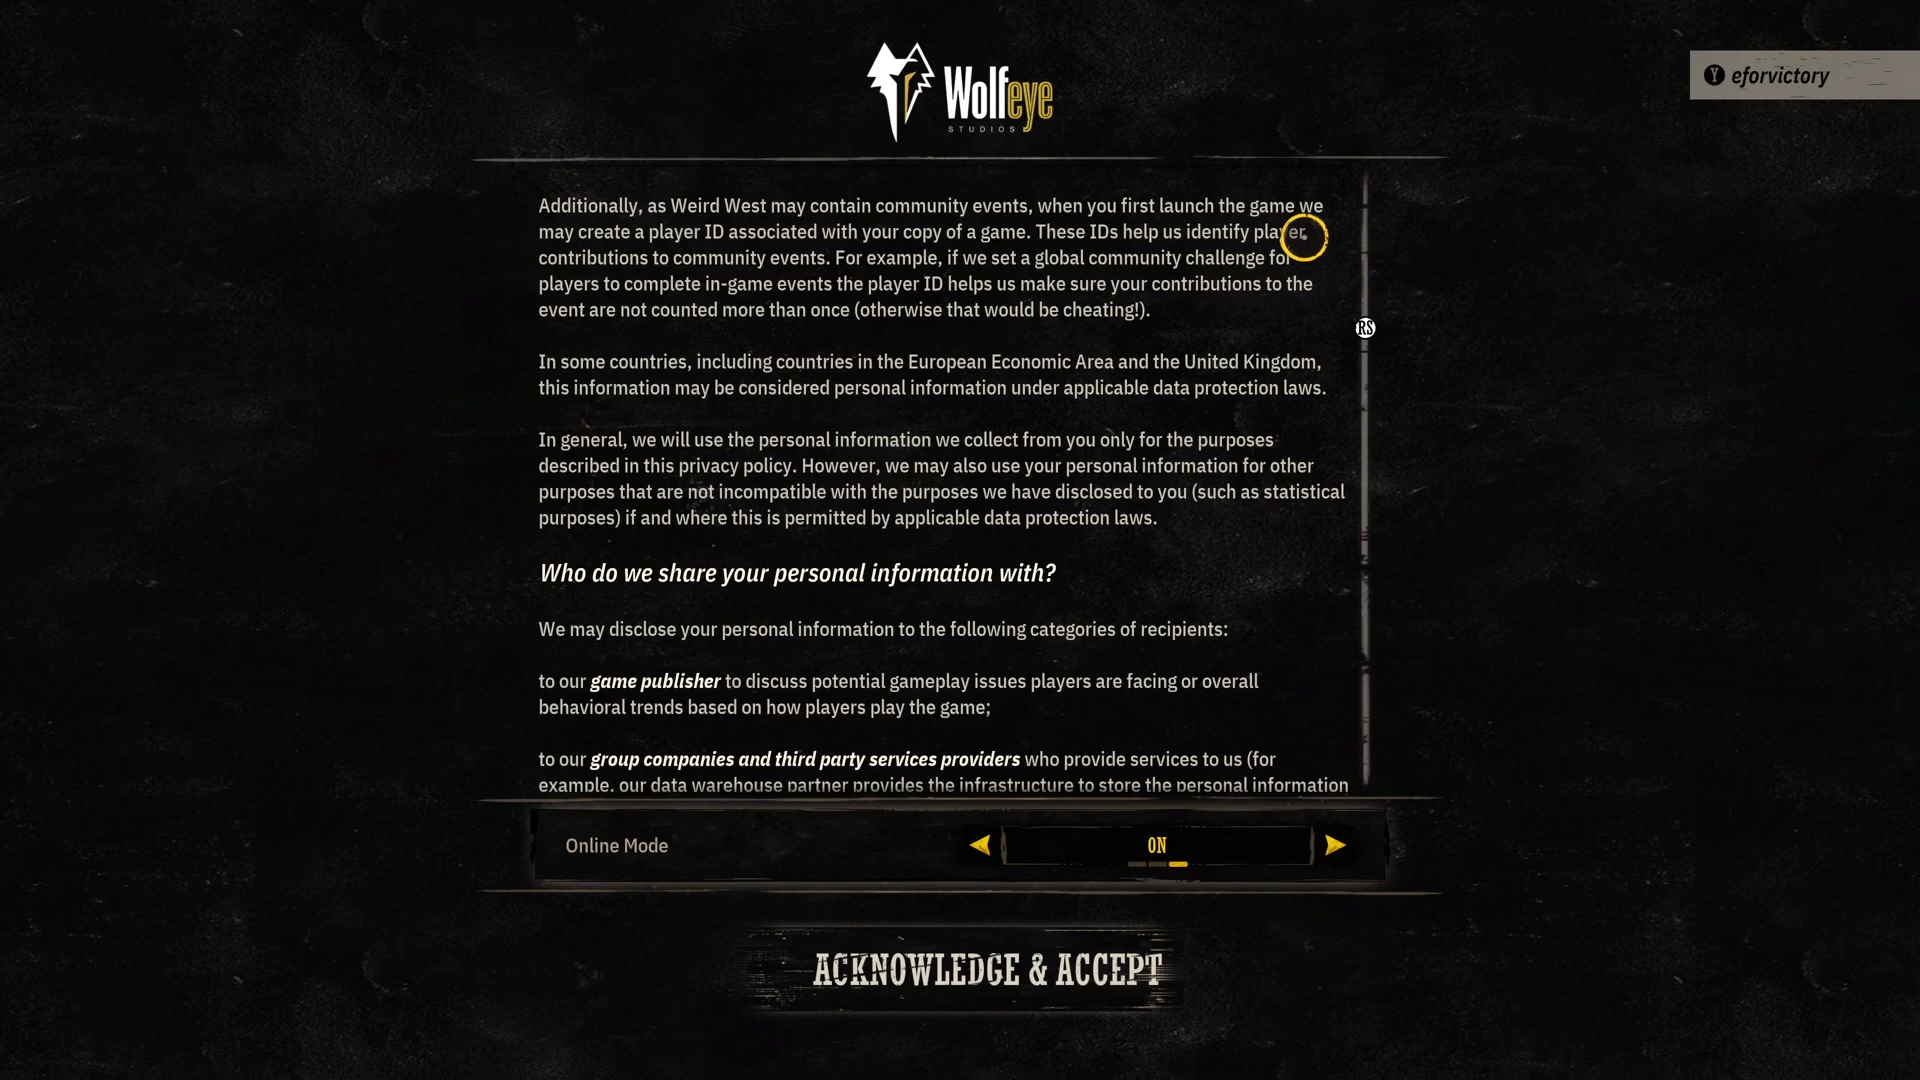 Wolfeye
STUDIOS
Y eforvictory
Additionally, as Weird West may contain community events, when you first launch the game we
may create a player ID associated with your copy of a game. These IDs help us identify player
contributions to community events. For example, if we set a global community challenge for
players to complete in-game events the player ID helps us make sure your contributions to the
event are not counted more than once (otherwise that would be cheating!).
RS
In some countries, including countries in the European Economic Area and the United Kingdom,
this information may be considered personal information under applicable data protection laws.
In general, we will use the personal information we collect from you only for the purposes
described in this privacy policy. However, we may also use your personal information for other
purposes that are not incompatible with the purposes we have disclosed to you (such as statistical
purposes) if and where this is permitted by applicable data protection laws.
Who do we share your personal information with?
We may disclose your personal information to the following categories of recipients:
to our game publisher to discuss potential gameplay issues players are facing or overall
behavioral trends based on how players play the game;
to our group companies and third party services providers who provide services to us (for
example, our data warehouse partner provides the infrastructure to store the personal information
Online Mode
ON
ACKNOWLEDGE & ACCEPT